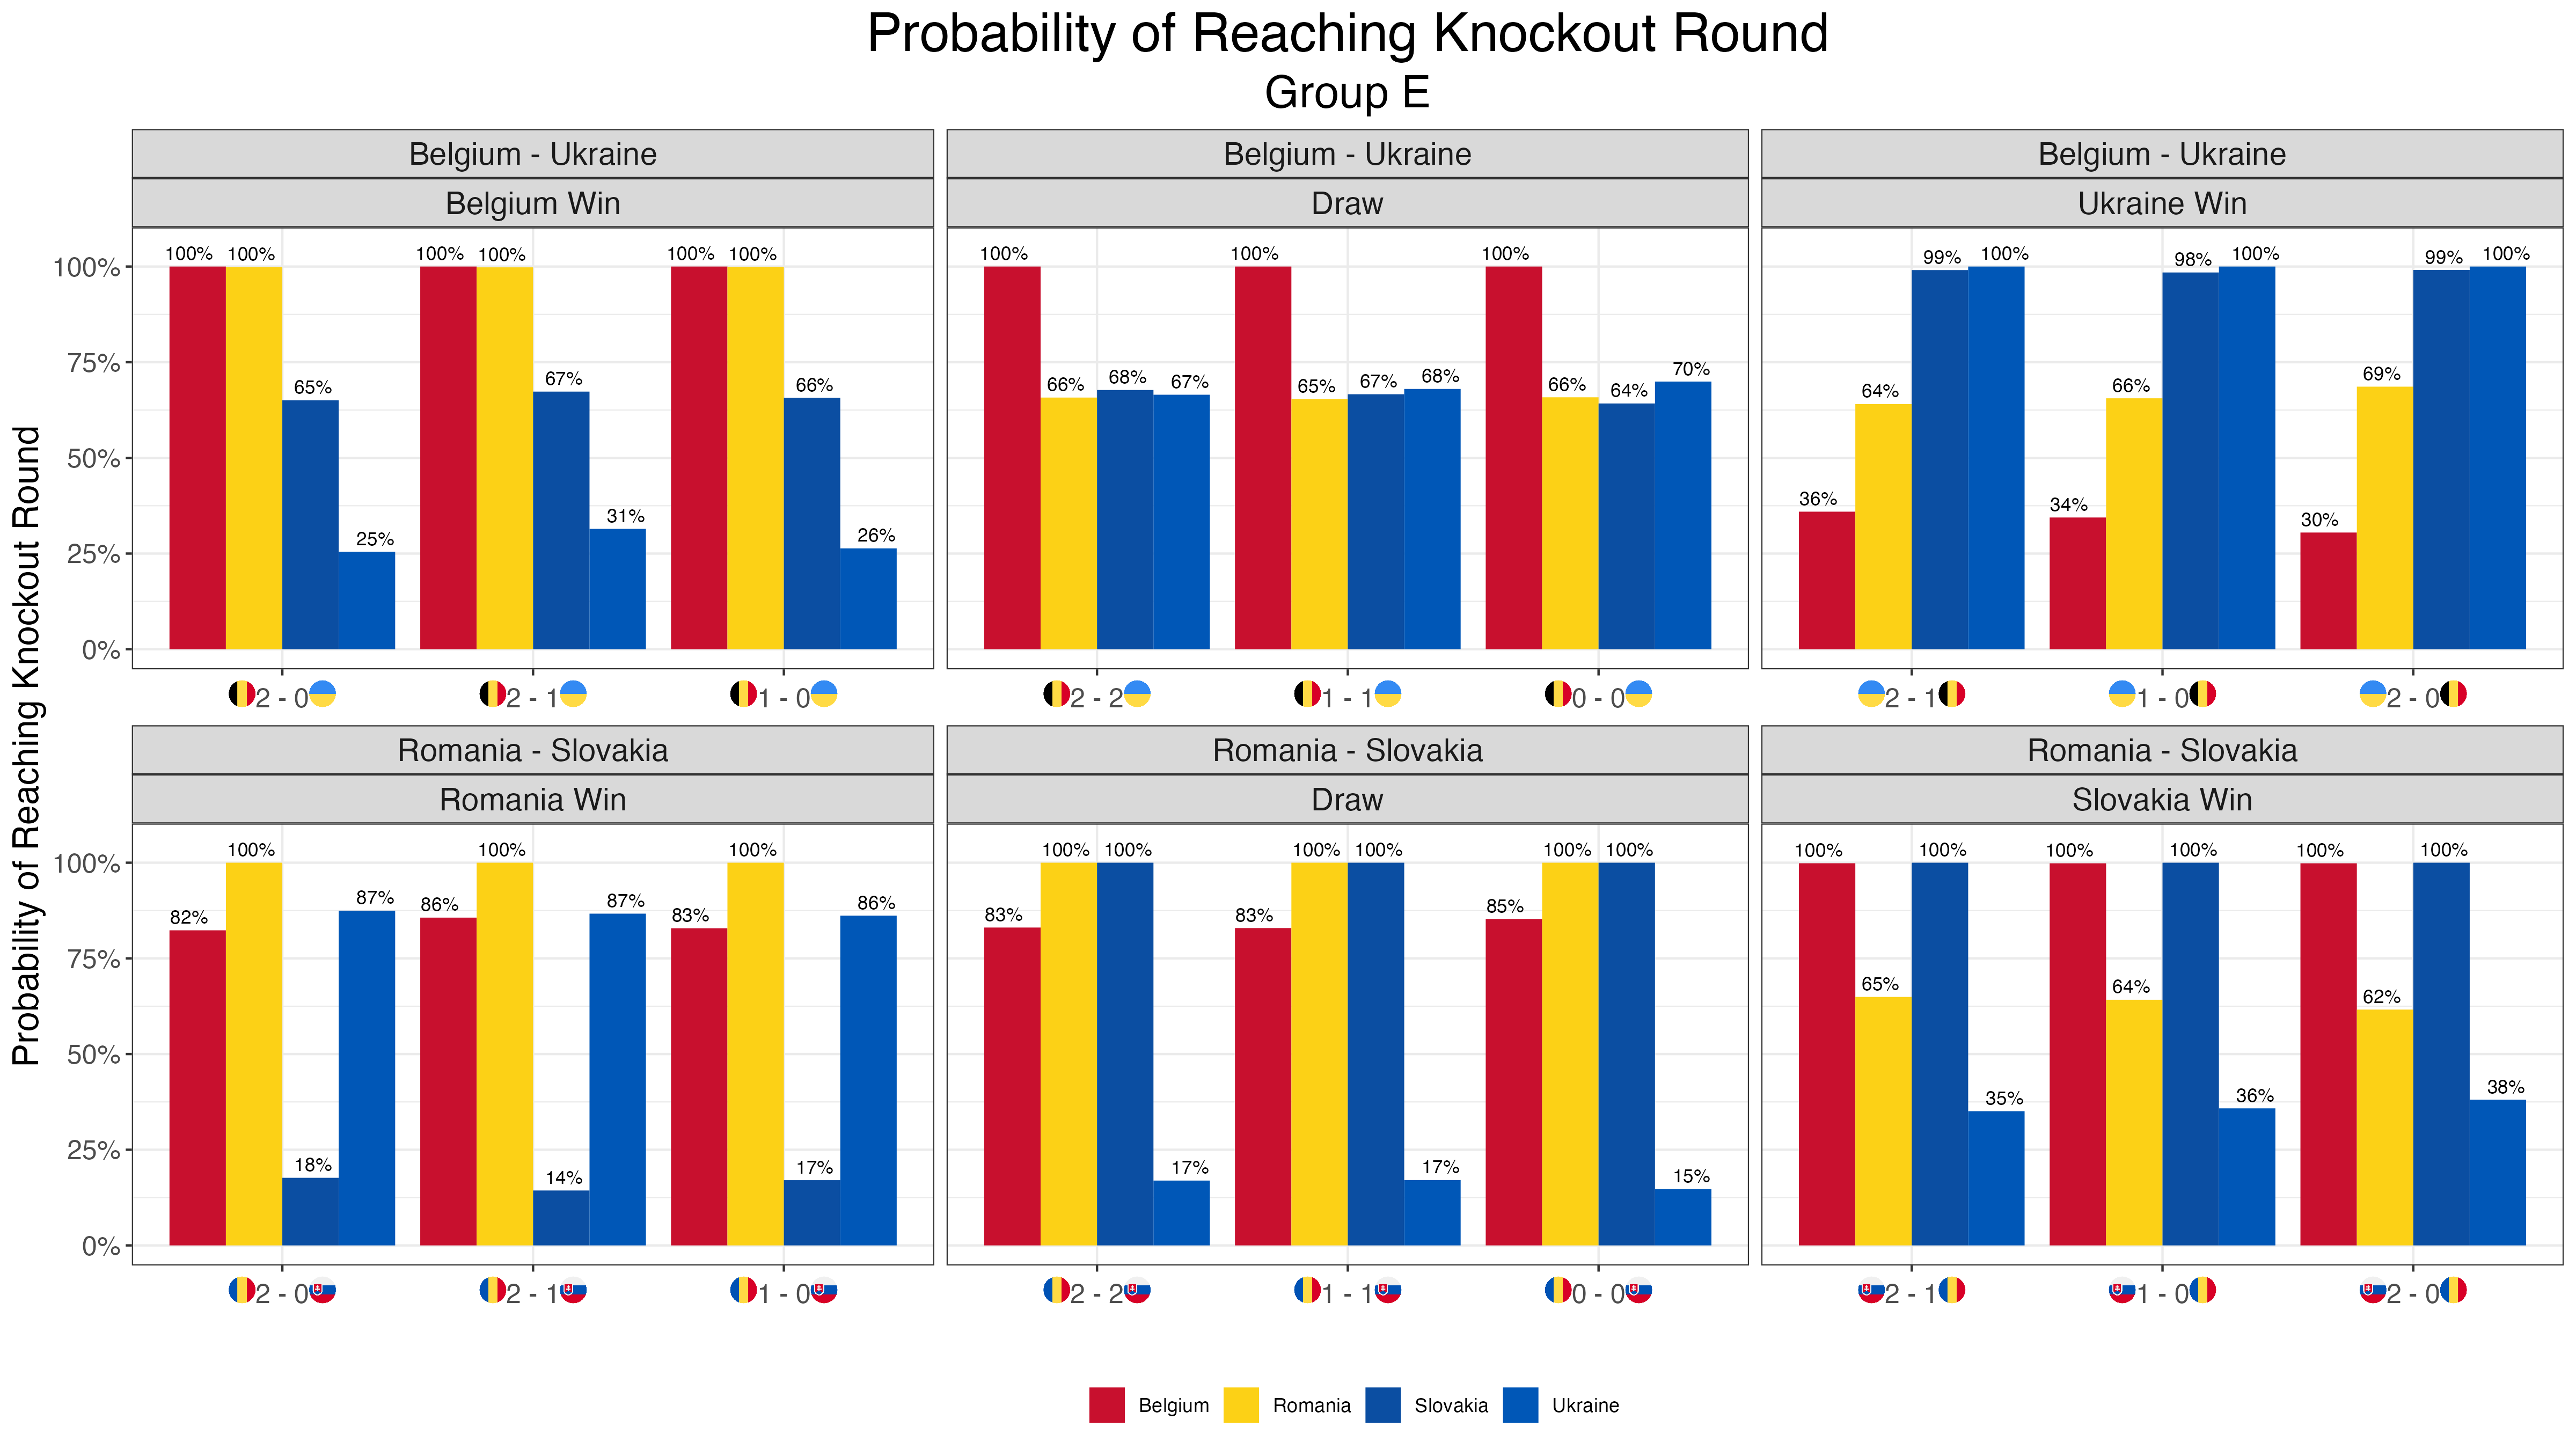 Probability of Reaching Knockout Round
Group E
Probability of Reaching Knockout Round
Belgium - Ukraine
Belgium Win
100%
75%
50%
25%
0%
100% 100% 65% 25% 100% 100% 67% 31% 100% 100% 66% 26%
2 - 0 2 - 1 1 - 0
Belgium - Ukraine
Draw
100% 66% 68% 67% 100% 65% 67% 68% 100% 66% 64% 70%
2 - 2 1 - 1 0 - 0
Belgium - Ukraine
Ukraine Win
36% 64% 99% 100% 34% 66% 98% 100% 30% 69% 99% 100%
2 - 1 1 - 0 2 - 0
Romania - Slovakia
Romania Win
100%
75%
50%
25%
0%
82% 100% 18% 87% 86% 100% 14% 87% 83% 100% 17% 86%
2 - 0 2 - 1 1 - 0
Romania - Slovakia
Draw
83% 100% 100% 17% 83% 100% 100% 17% 85% 100% 100% 15%
2 - 2 1 - 1 0 - 0
Romania - Slovakia
Slovakia Win
100% 65% 100% 35% 100% 64% 100% 36% 100% 62% 100% 38%
2 - 1 1 - 0 2 - 0
Belgium Romania Slovakia Ukraine